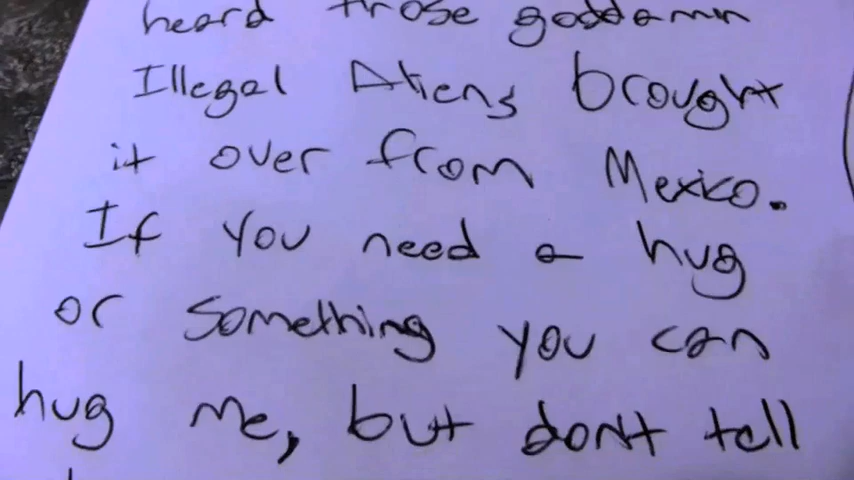 heard those goddamn
Illegal Aliens brought
it over from Mexico.
If you need a hug
or something you can
hug me, but dont tell